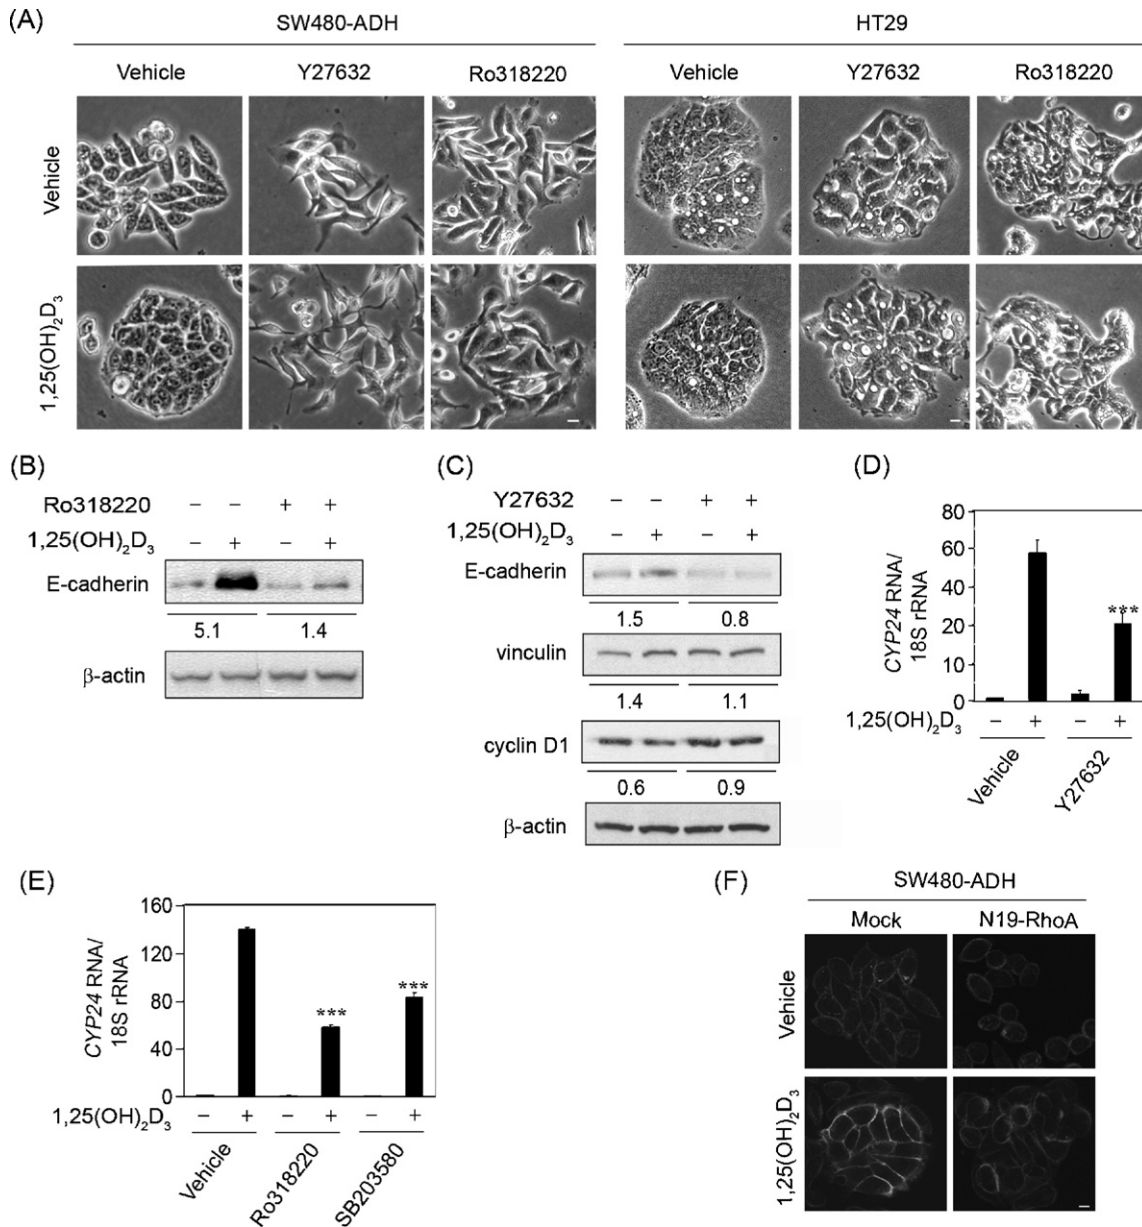 (A)
SW480-ADH
HT29
Vehicle
Y27632
Ro318220
Vehicle
Y27632
Ro318220
Vehicle
1,25(OH)₂D₃
(B)
Ro318220 − − + +
1,25(OH)₂D₃ − + − +
E-cadherin
5.1 1.4
β-actin
(C)
Y27632 − − + +
1,25(OH)₂D₃ − + − +
E-cadherin
1.5 0.8
vinculin
1.4 1.1
cyclin D1
0.6 0.9
β-actin
(D)
CYP24 RNA/
18S rRNA
80
60
20
20
10
0
***
1,25(OH)₂D₃ − + − +
Vehicle
Y27632
(E)
CYP24 RNA/
18S rRNA
160
120
80
40
0
***
***
1,25(OH)₂D₃ − + − + − +
Vehicle
Ro318220
SB203580
(F)
SW480-ADH
Mock
N19-RhoA
Vehicle
1,25(OH)₂D₃